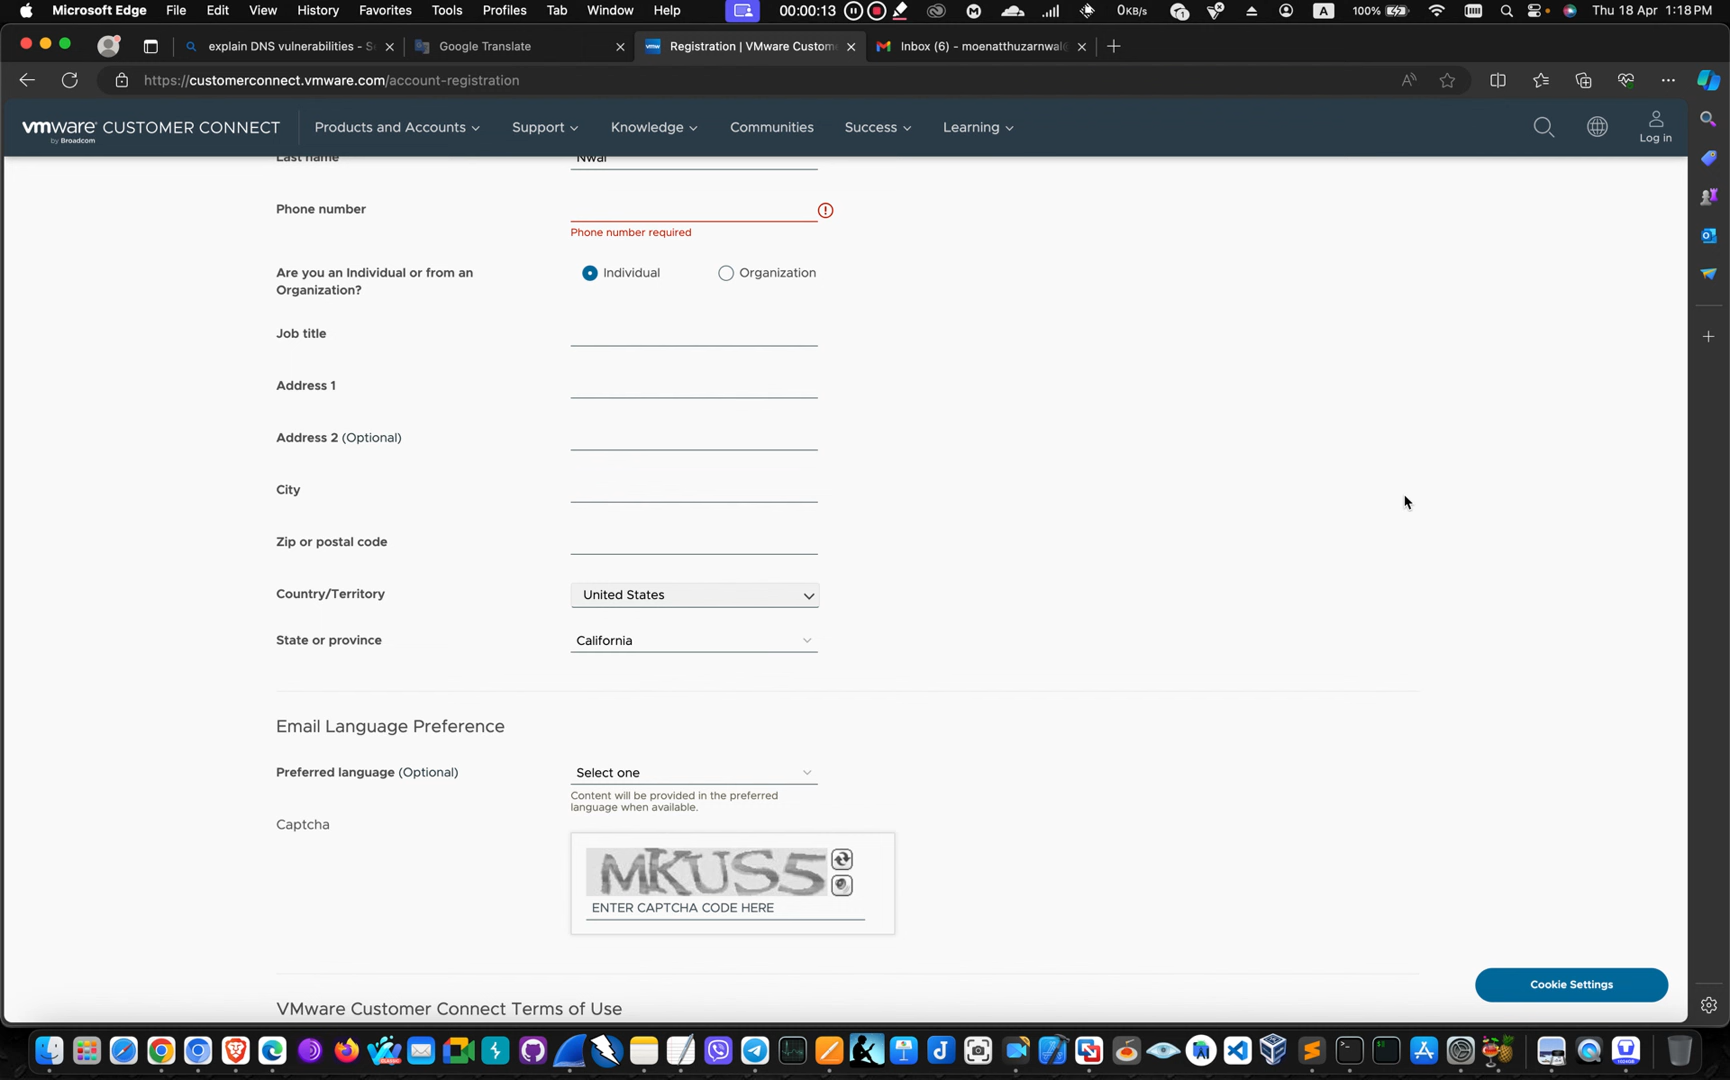 Microsoft Edge File Edit View History Favorites Tools Profiles Tab Window Help 00:00:13 0KB/s A 100% Thu 18 Apr 1:18 PM
explain DNS vulnerabilities - S
Google Translate
Registration | VMware Custom
Inbox (6) - moenatthuzarnwal
https://customerconnect.vmware.com/account-registration
vmware CUSTOMER CONNECT
by Broadcom
Products and Accounts
Support
Knowledge
Communities
Success
Learning
Log in
Last name
Nwai
Phone number
Phone number required
Are you an Individual or from an
Organization?
Individual
Organization
Job title
Address 1
Address 2 (Optional)
City
Zip or postal code
Country/Territory
United States
State or province
California
Email Language Preference
Preferred language (Optional)
Select one
Content will be provided in the preferred
language when available.
Captcha
MKUS5
ENTER CAPTCHA CODE HERE
Cookie Settings
VMware Customer Connect Terms of Use